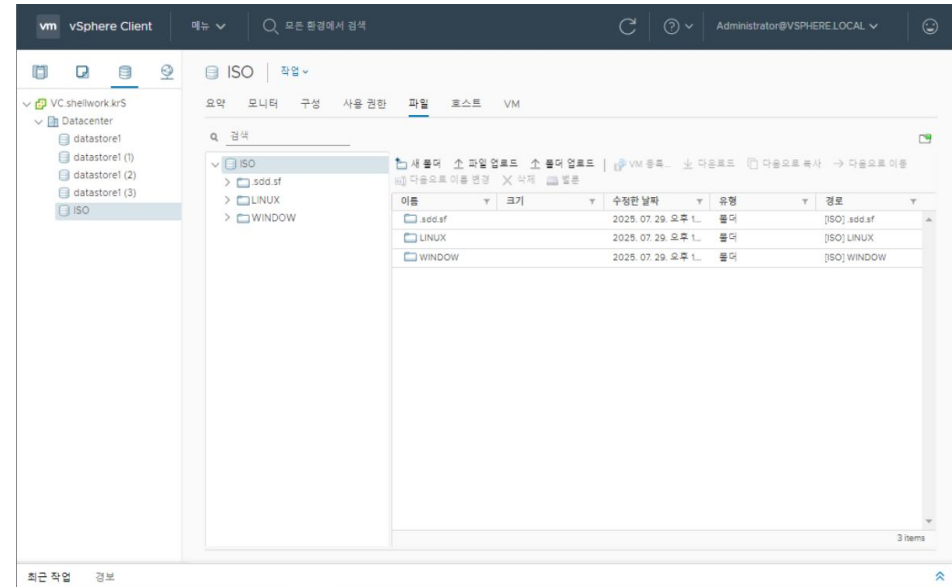 vm vSphere Client 메뉴 모든 환경에서 검색 Administrator@VSPHERE.LOCAL
ISO 작업
VC.shellwork.krS
Datacenter
datastore1
datastore1 (1)
datastore1 (2)
datastore1 (3)
ISO
요약 모니터 구성 사용 권한 파일 호스트 VM
검색
ISO
.sdd.sf
LINUX
WINDOW
새 폴더 파일 업로드 폴더 업로드 VM 등록... 다운로드 다음으로 복사 다음으로 이동
다음으로 이름 변경 삭제 벌룬
이름 크기 수정한 날짜 유형 경로
.sdd.sf 2025. 07. 29. 오후 1... 폴더 [ISO] .sdd.sf
LINUX 2025. 07. 29. 오후 1... 폴더 [ISO] LINUX
WINDOW 2025. 07. 29. 오후 1... 폴더 [ISO] WINDOW
3 items
최근 작업 경보